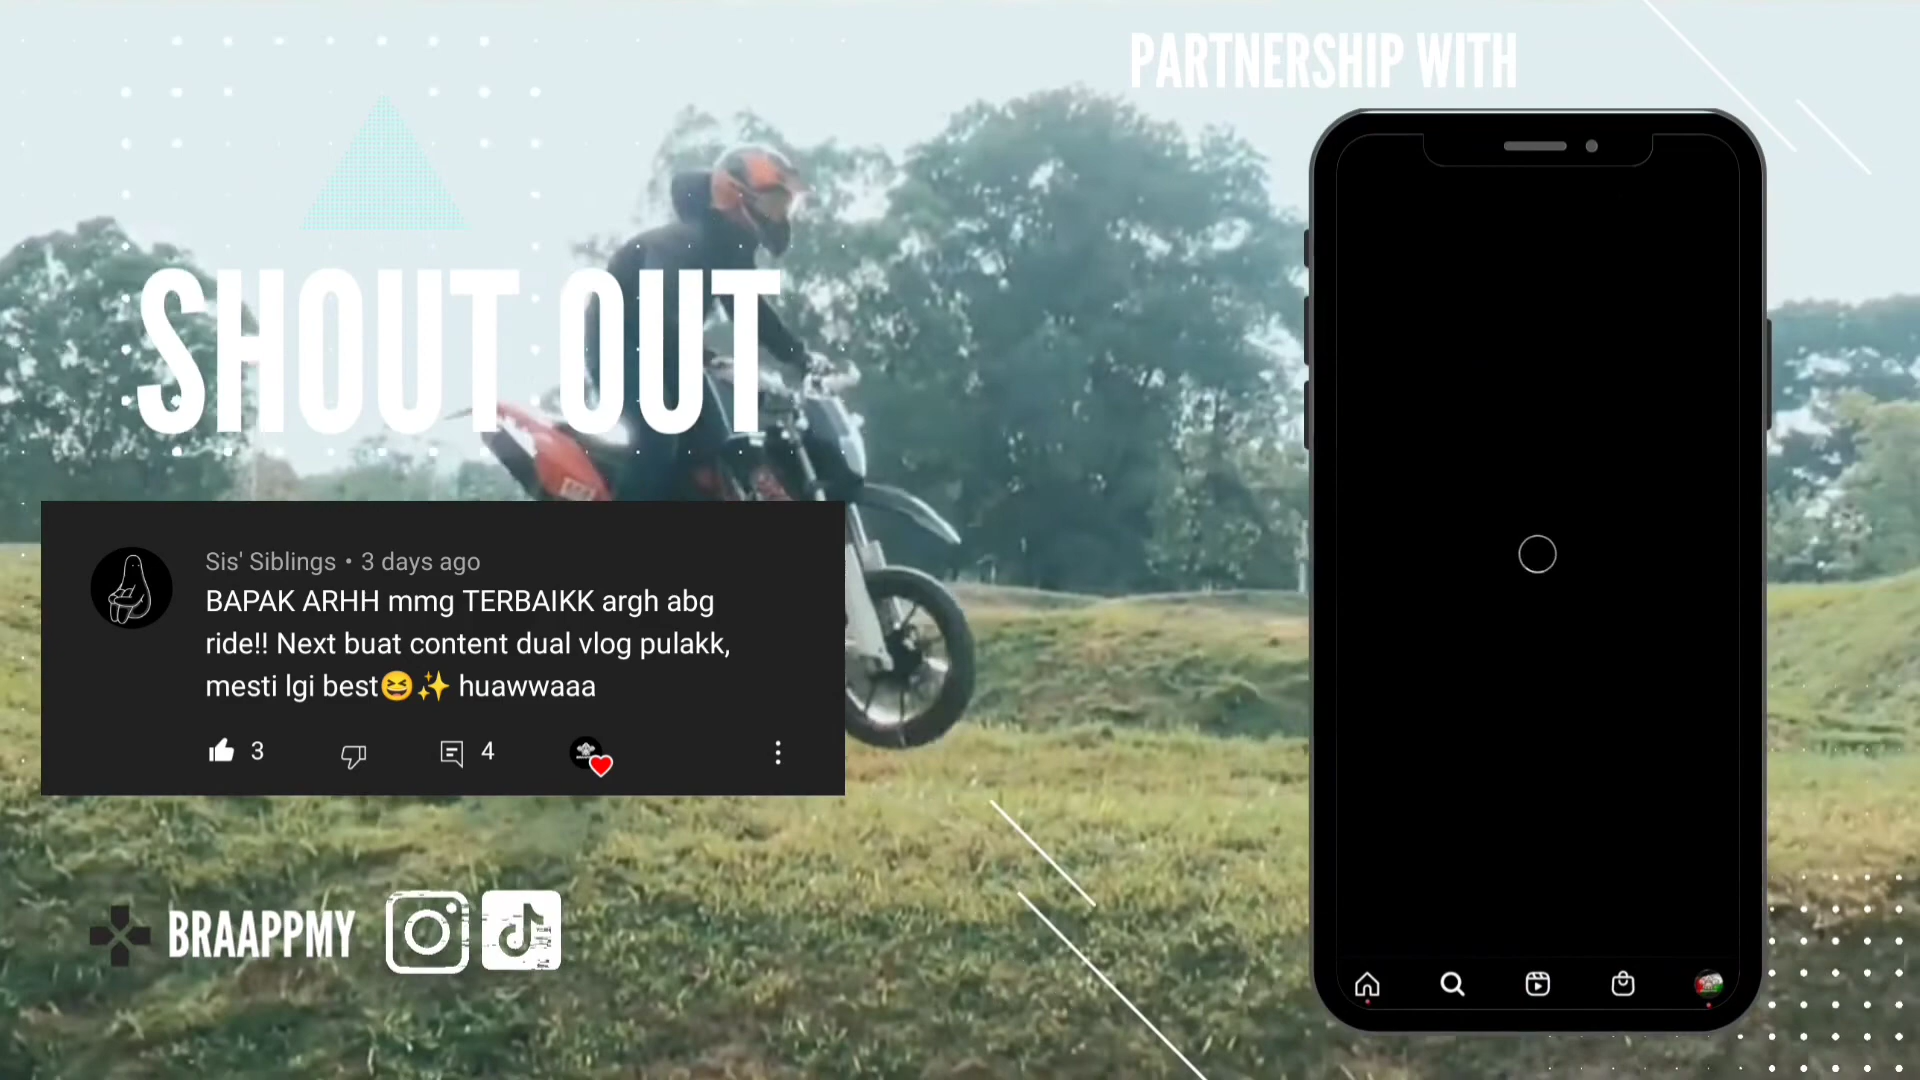 PARTNERSHIP WITH
SHOUT OUT
Sis' Siblings • 3 days ago
BAPAK ARHH mmg TERBAIKK argh abg
ride!! Next buat content dual vlog pulakk,
mesti lgi best😆✨ huawwaaa
3
4
BRAAPPMY